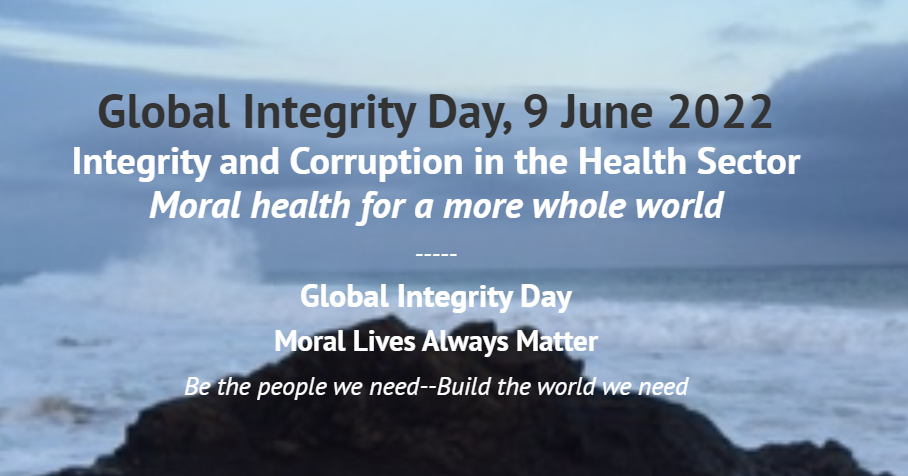 Global Integrity Day, 9 June 2022
Integrity and Corruption in the Health Sector
Moral health for a more whole world
-----
Global Integrity Day
Moral Lives Always Matter
Be the people we need--Build the world we need